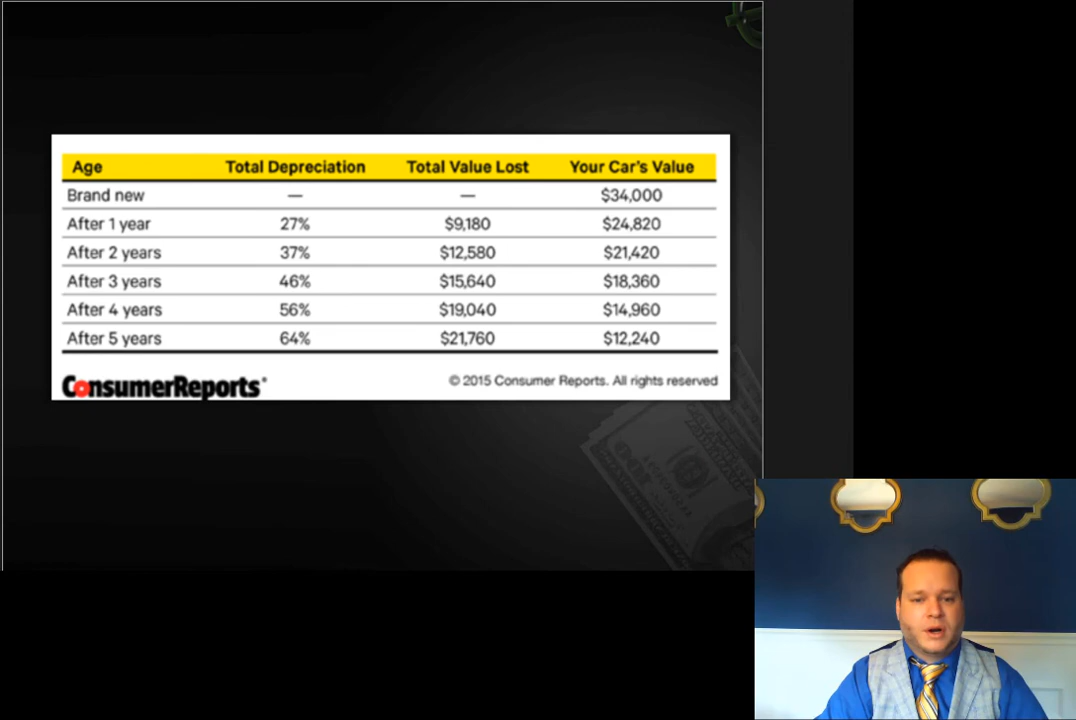 Age Total Depreciation Total Value Lost Your Car's Value
Brand new — — $34,000
After 1 year 27% $9,180 $24,820
After 2 years 37% $12,580 $21,420
After 3 years 46% $15,640 $18,360
After 4 years 56% $19,040 $14,960
After 5 years 64% $21,760 $12,240
ConsumerReports® © 2015 Consumer Reports. All rights reserved